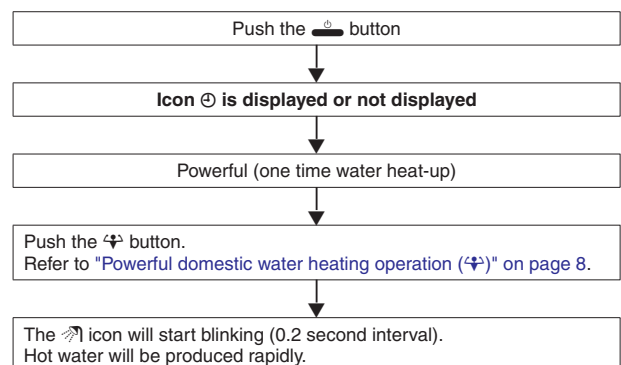 Push the button
Icon is displayed or not displayed
Powerful (one time water heat-up)
Push the button.
Refer to "Powerful domestic water heating operation ( )" on page 8.
The icon will start blinking (0.2 second interval).
Hot water will be produced rapidly.